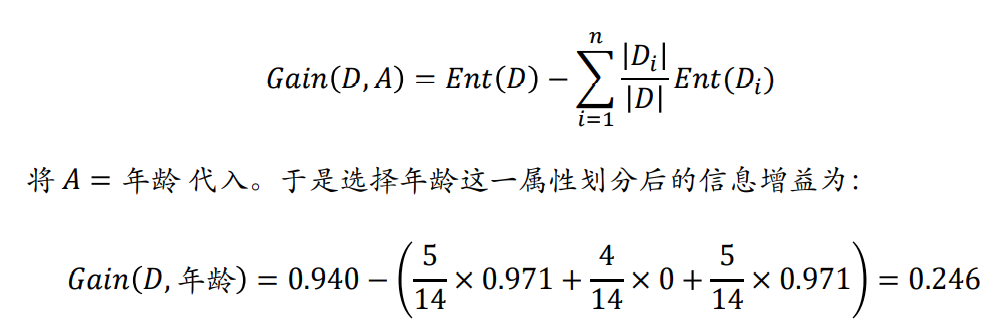 Gain(D, A) = Ent(D) − ∑_{i=1}^{n} |D_i|/|D| Ent(D_i)
将 A = 年龄 代入。于是选择年龄这一属性划分后的信息增益为：
Gain(D, 年龄) = 0.940 − (5/14 × 0.971 + 4/14 × 0 + 5/14 × 0.971) = 0.246